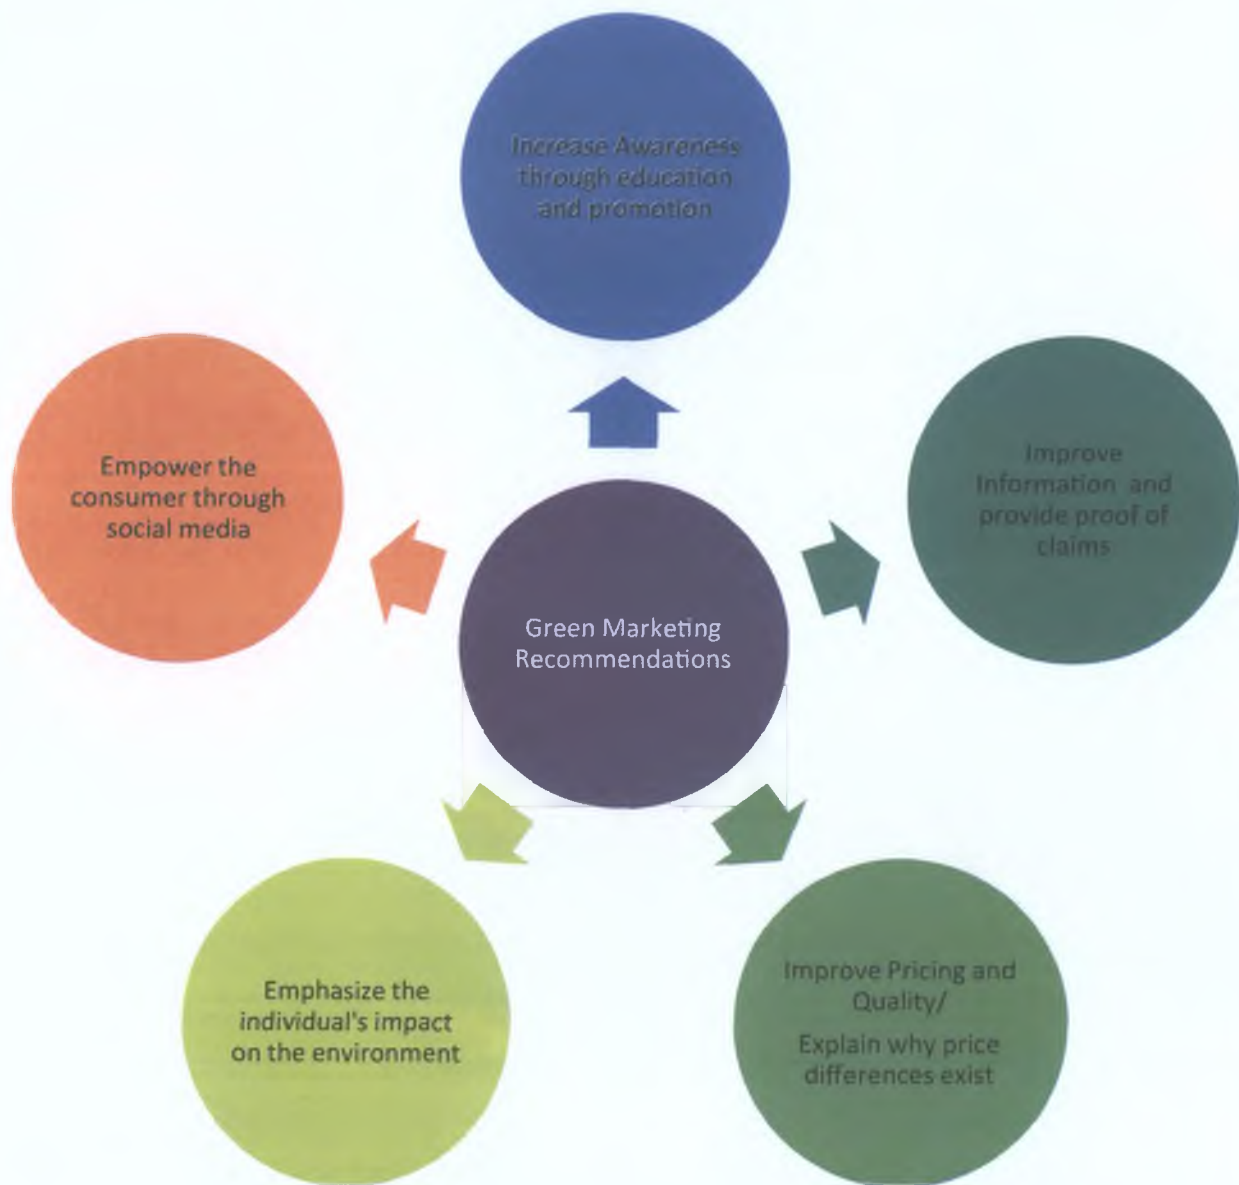 Increase Awareness
through education
and promotion
Improve
Information and
provide proof of
claims
Improve Pricing and
Quality/
Explain why price
differences exist
Emphasize the
individual's impact
on the environment
Empower the
consumer through
social media
Green Marketing
Recommendations